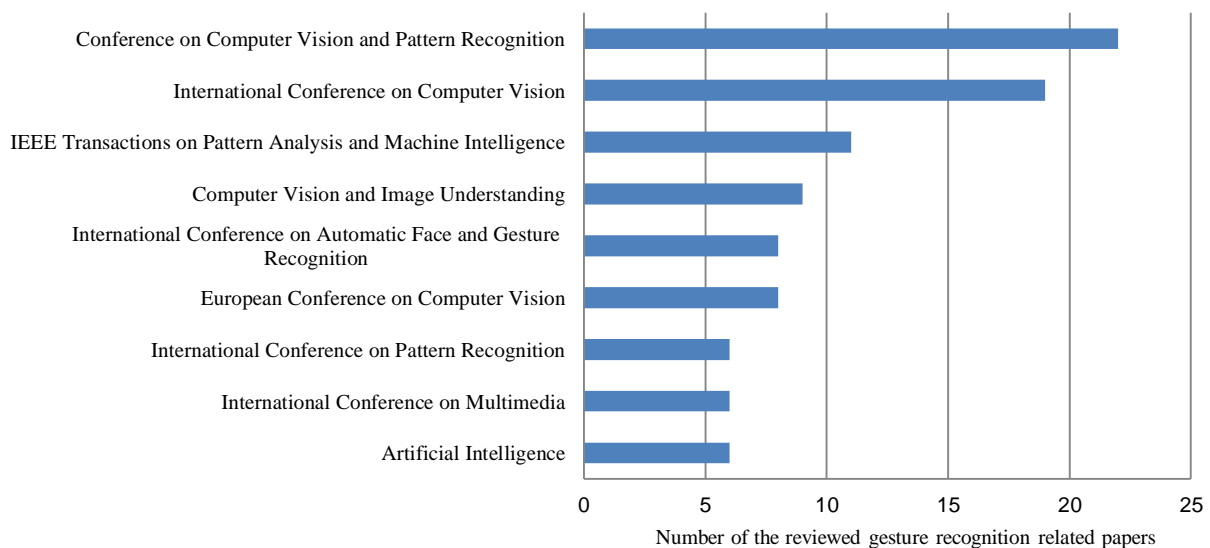 Conference on Computer Vision and Pattern Recognition
International Conference on Computer Vision
IEEE Transactions on Pattern Analysis and Machine Intelligence
Computer Vision and Image Understanding
International Conference on Automatic Face and Gesture
Recognition
European Conference on Computer Vision
International Conference on Pattern Recognition
International Conference on Multimedia
Artificial Intelligence
0 5 10 15 20 25
Number of the reviewed gesture recognition related papers